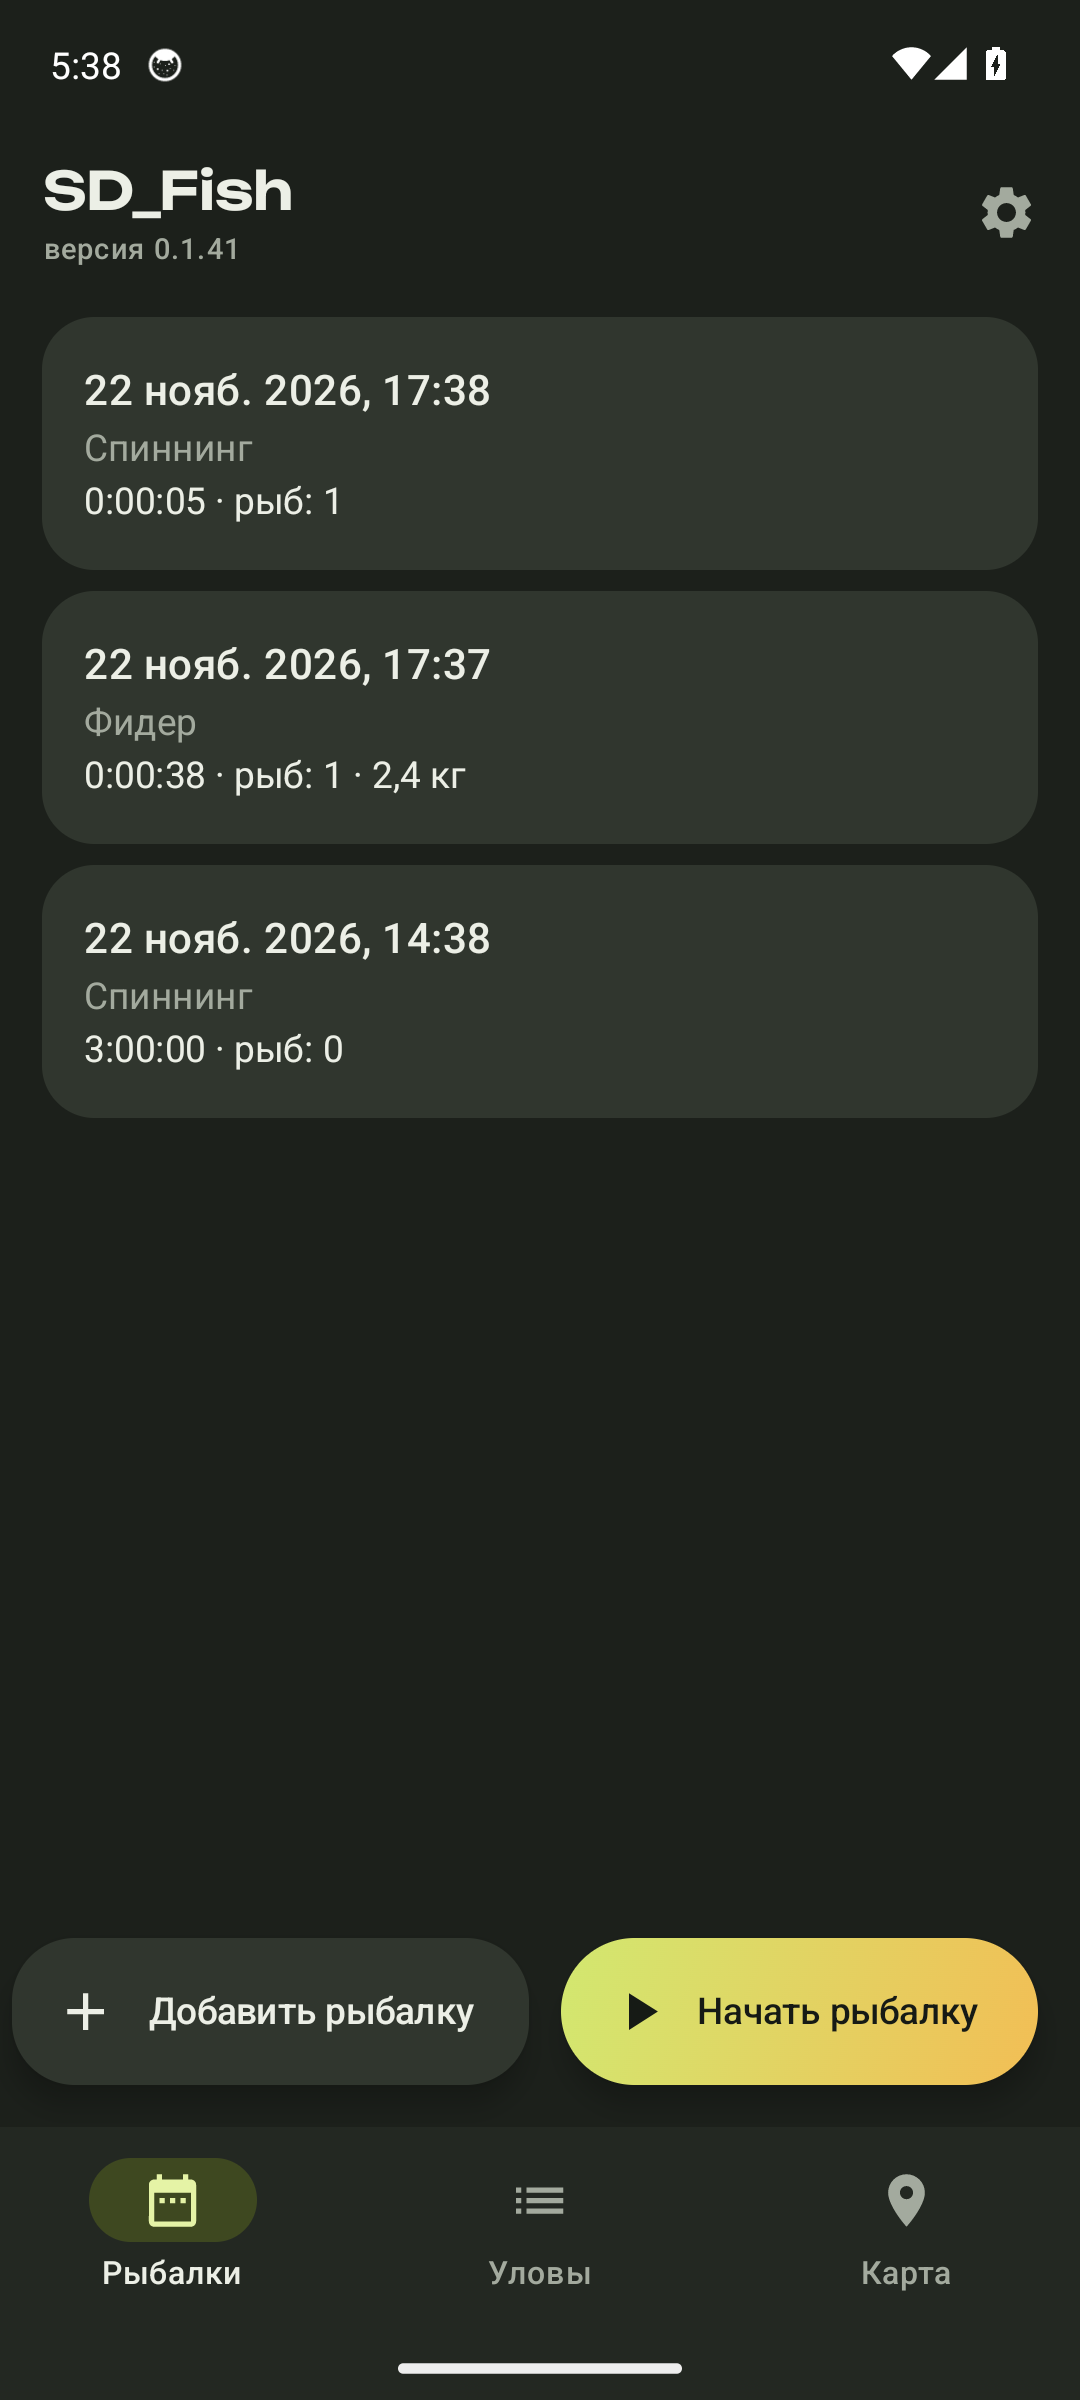 5:38
SD_Fish
версия 0.1.41
22 нояб. 2026, 17:38
Спиннинг
0:00:05 · рыб: 1
22 нояб. 2026, 17:37
Фидер
0:00:38 · рыб: 1 · 2,4 кг
22 нояб. 2026, 14:38
Спиннинг
3:00:00 · рыб: 0
Добавить рыбалку
Начать рыбалку
Рыбалки
Уловы
Карта